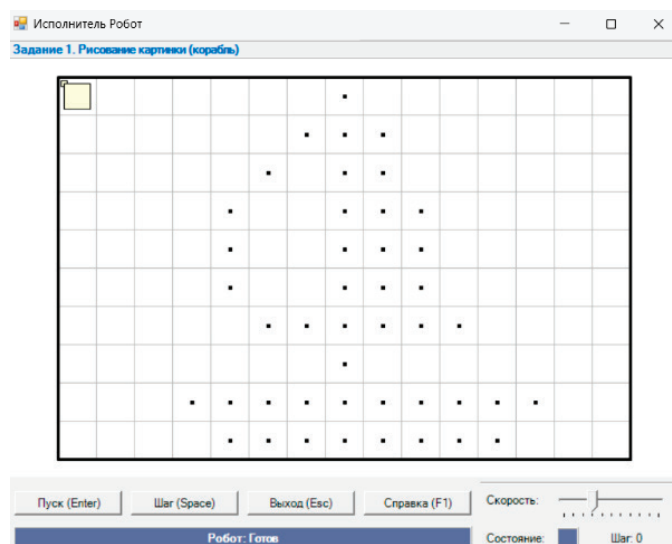 Исполнитель Робот
Задание 1. Рисование картинки (корабль)
Пуск (Enter)
Шаг (Space)
Выход (Esc)
Справка (F1)
Скорость:
Робот: Готов
Состояние:
Шаг: 0